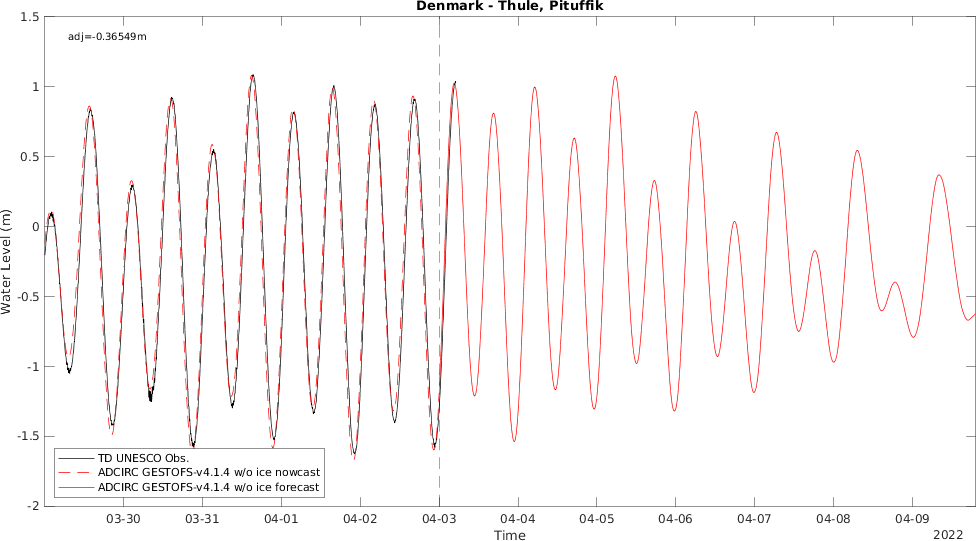 Denmark - Thule, Pituffik
adj=-0.36549m
1.5
1
0.5
0
-0.5
-1
-1.5
-2
Water Level (m)
TD UNESCO Obs.
ADCIRC GESTOFS-v4.1.4 w/o ice nowcast
ADCIRC GESTOFS-v4.1.4 w/o ice forecast
03-30 03-31 04-01 04-02 04-03 04-04 04-05 04-06 04-07 04-08 04-09
Time
2022